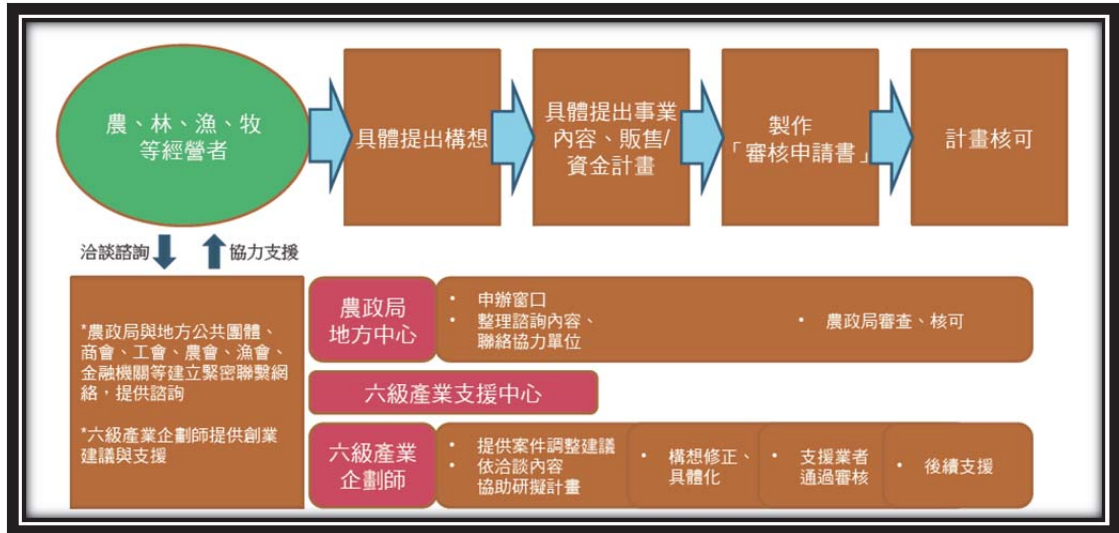 農、林、漁、牧
等經營者
具體提出構想
具體提出事業
內容、販售/
資金計畫
製作
「審核申請書」
計畫核可
洽談諮詢
協力支援
*農政局與地方公共團體、
商會、工會、農會、漁會、
金融機關等建立緊密聯繫網
絡，提供諮詢
*六級產業企劃師提供創業
建議與支援
農政局
地方中心
• 申辦窗口
• 整理諮詢內容、
聯絡協力單位
• 農政局審查、核可
六級產業支援中心
六級產業
企劃師
• 提供案件調整建議
• 依洽談內容
協助研擬計畫
• 構想修正、
具體化
• 支援業者
通過審核
• 後續支援